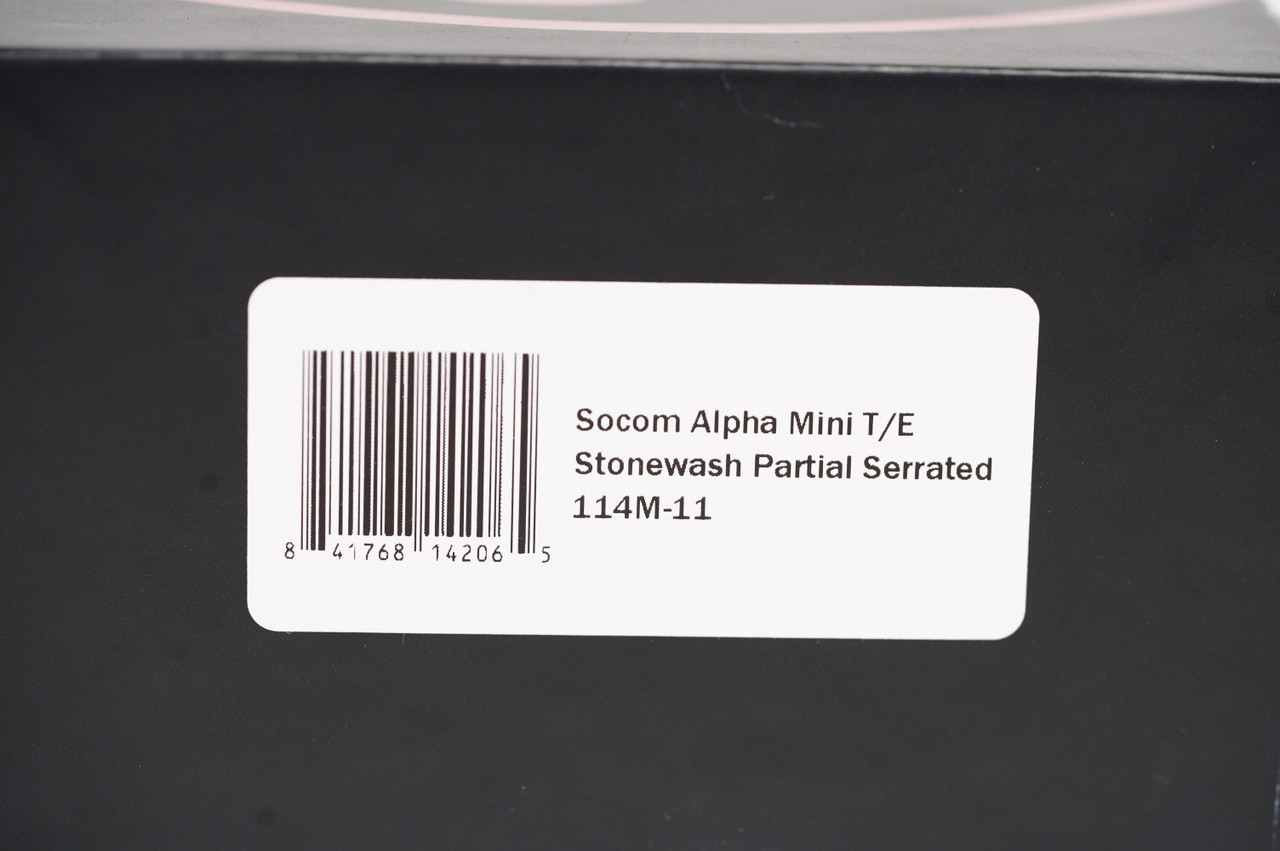 Socom Alpha Mini T/E
Stonewash Partial Serrated
114M-11
8 41768 14206 5